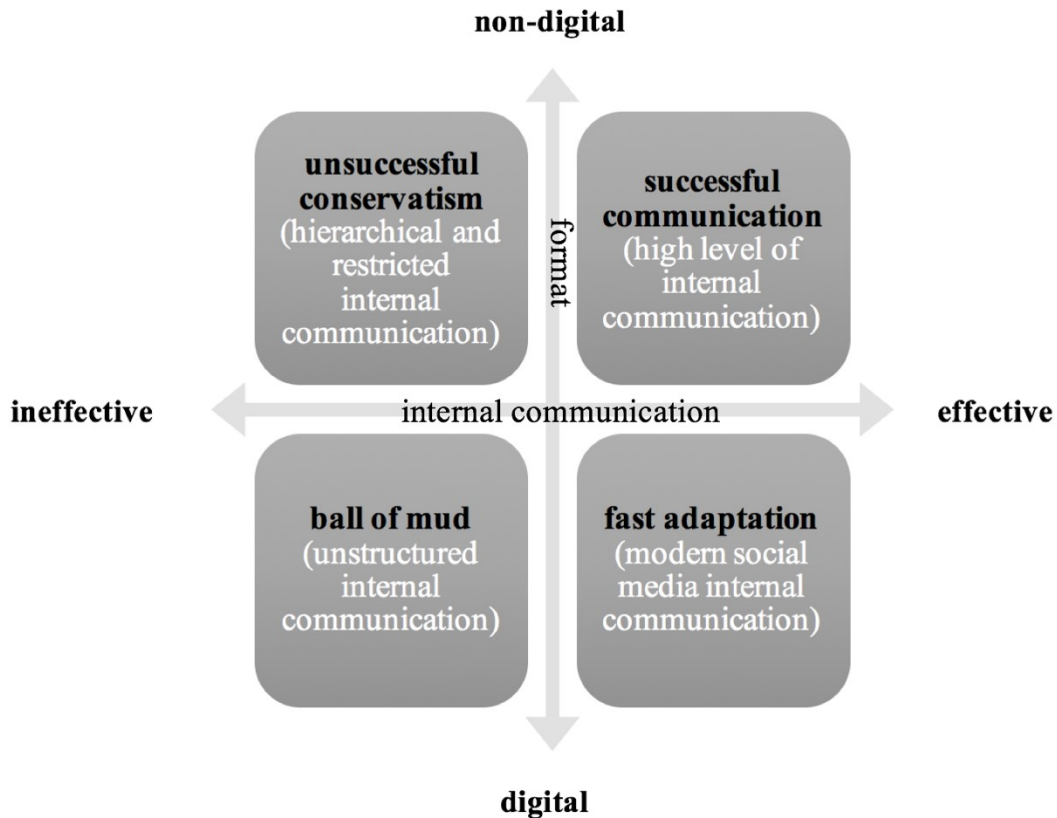 non-digital
unsuccessful
conservatism
(hierarchical and
restricted
internal
communication)
successful
communication
(high level of
internal
communication)
format
ineffective
internal communication
effective
ball of mud
(unstructured
internal
communication)
fast adaptation
(modern social
media internal
communication)
digital